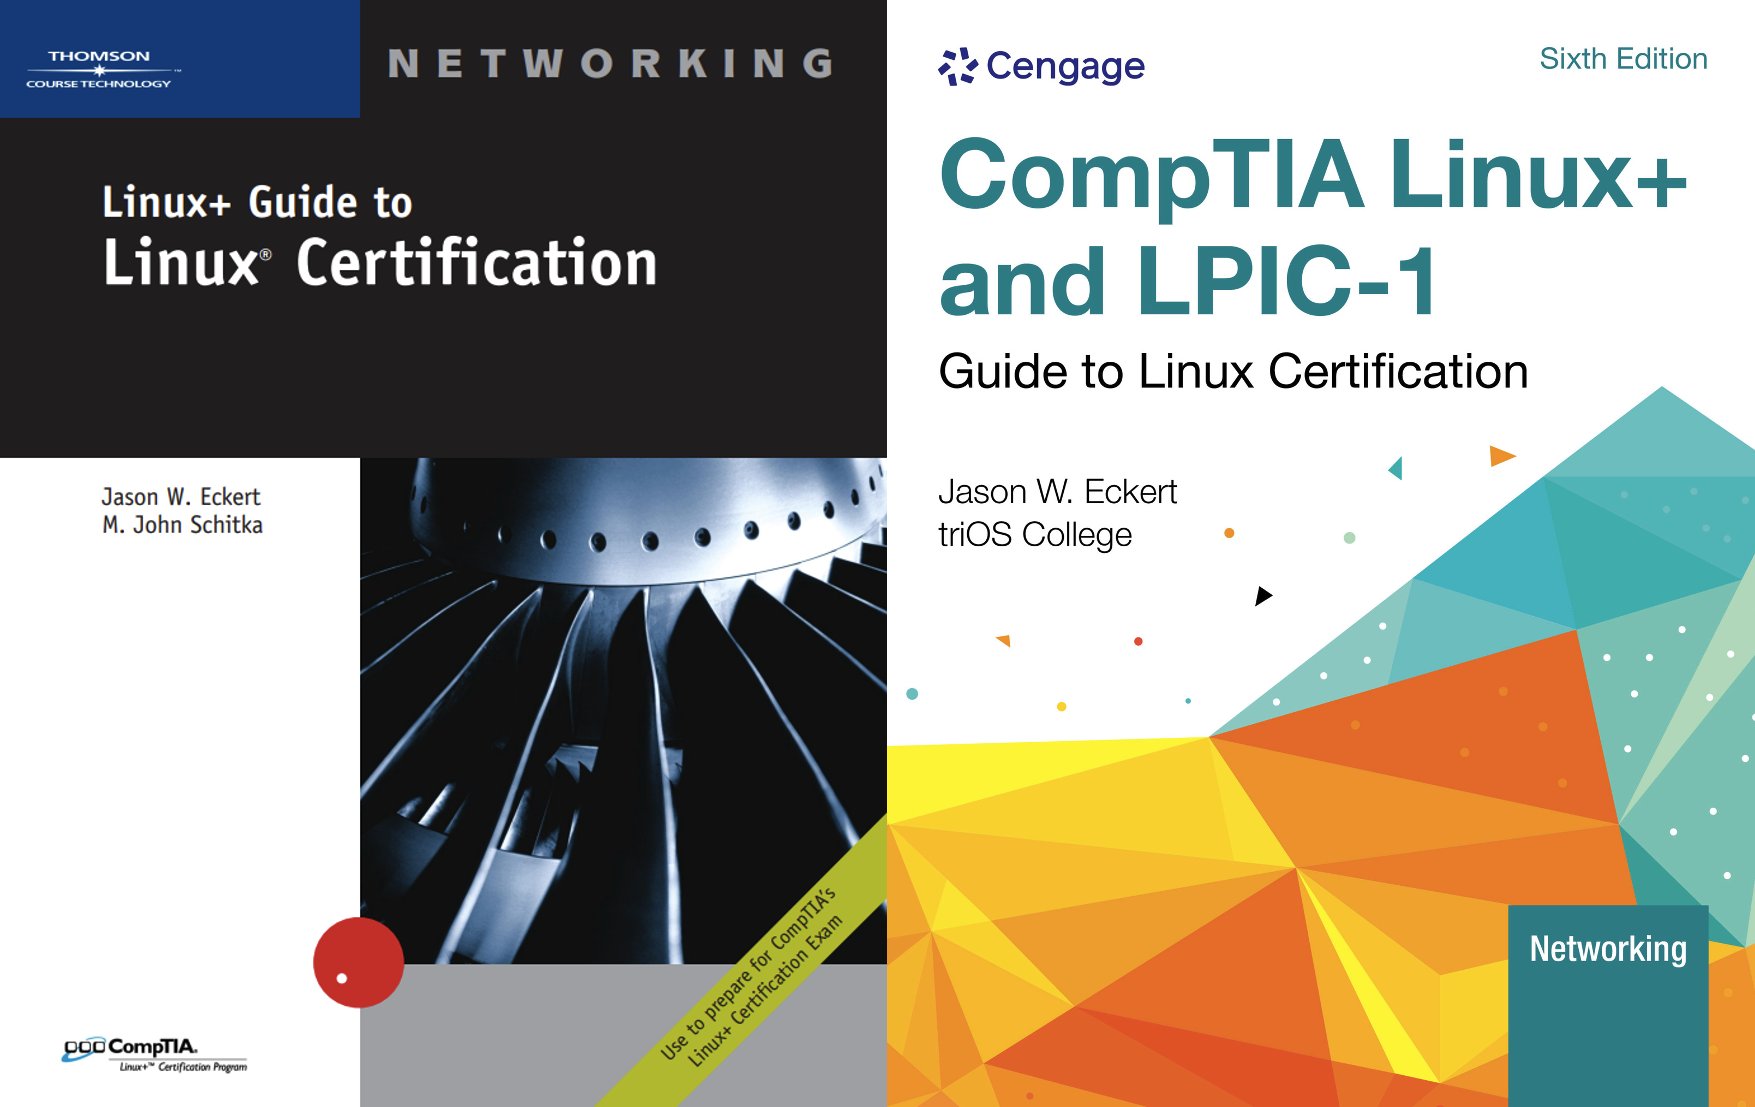 THOMSON
COURSE TECHNOLOGY
NETWORKING
Linux+ Guide to
Linux® Certification
Jason W. Eckert
M. John Schitka
Use to prepare for CompTIA's
Linux+ Certification Exam
CompTIA.
Linux+™ Certification Program
Cengage
Sixth Edition
CompTIA Linux+
and LPIC-1
Guide to Linux Certification
Jason W. Eckert
triOS College
Networking